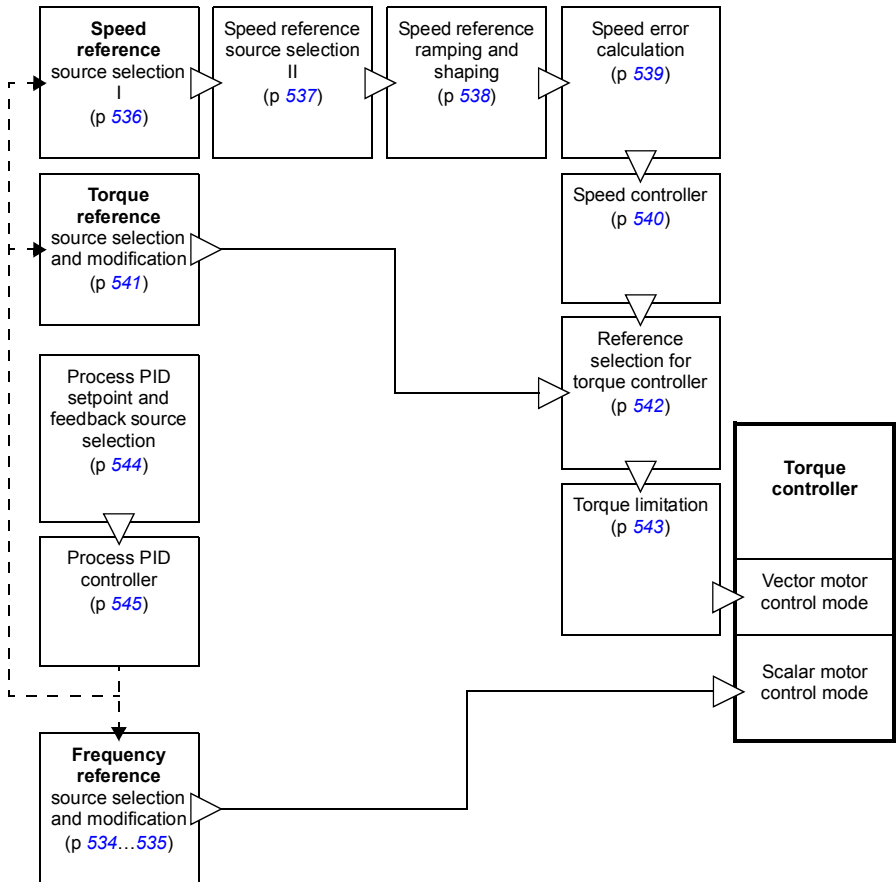 Speed
reference
source selection
I
(p 536)
Speed reference
source selection
II
(p 537)
Speed reference
ramping and
shaping
(p 538)
Speed error
calculation
(p 539)
Torque
reference
source selection
and modification
(p 541)
Speed controller
(p 540)
Process PID
setpoint and
feedback source
selection
(p 544)
Reference
selection for
torque controller
(p 542)
Torque limitation
(p 543)
Process PID
controller
(p 545)
Torque
controller
Vector motor
control mode
Scalar motor
control mode
Frequency
reference
source selection
and modification
(p 534…535)